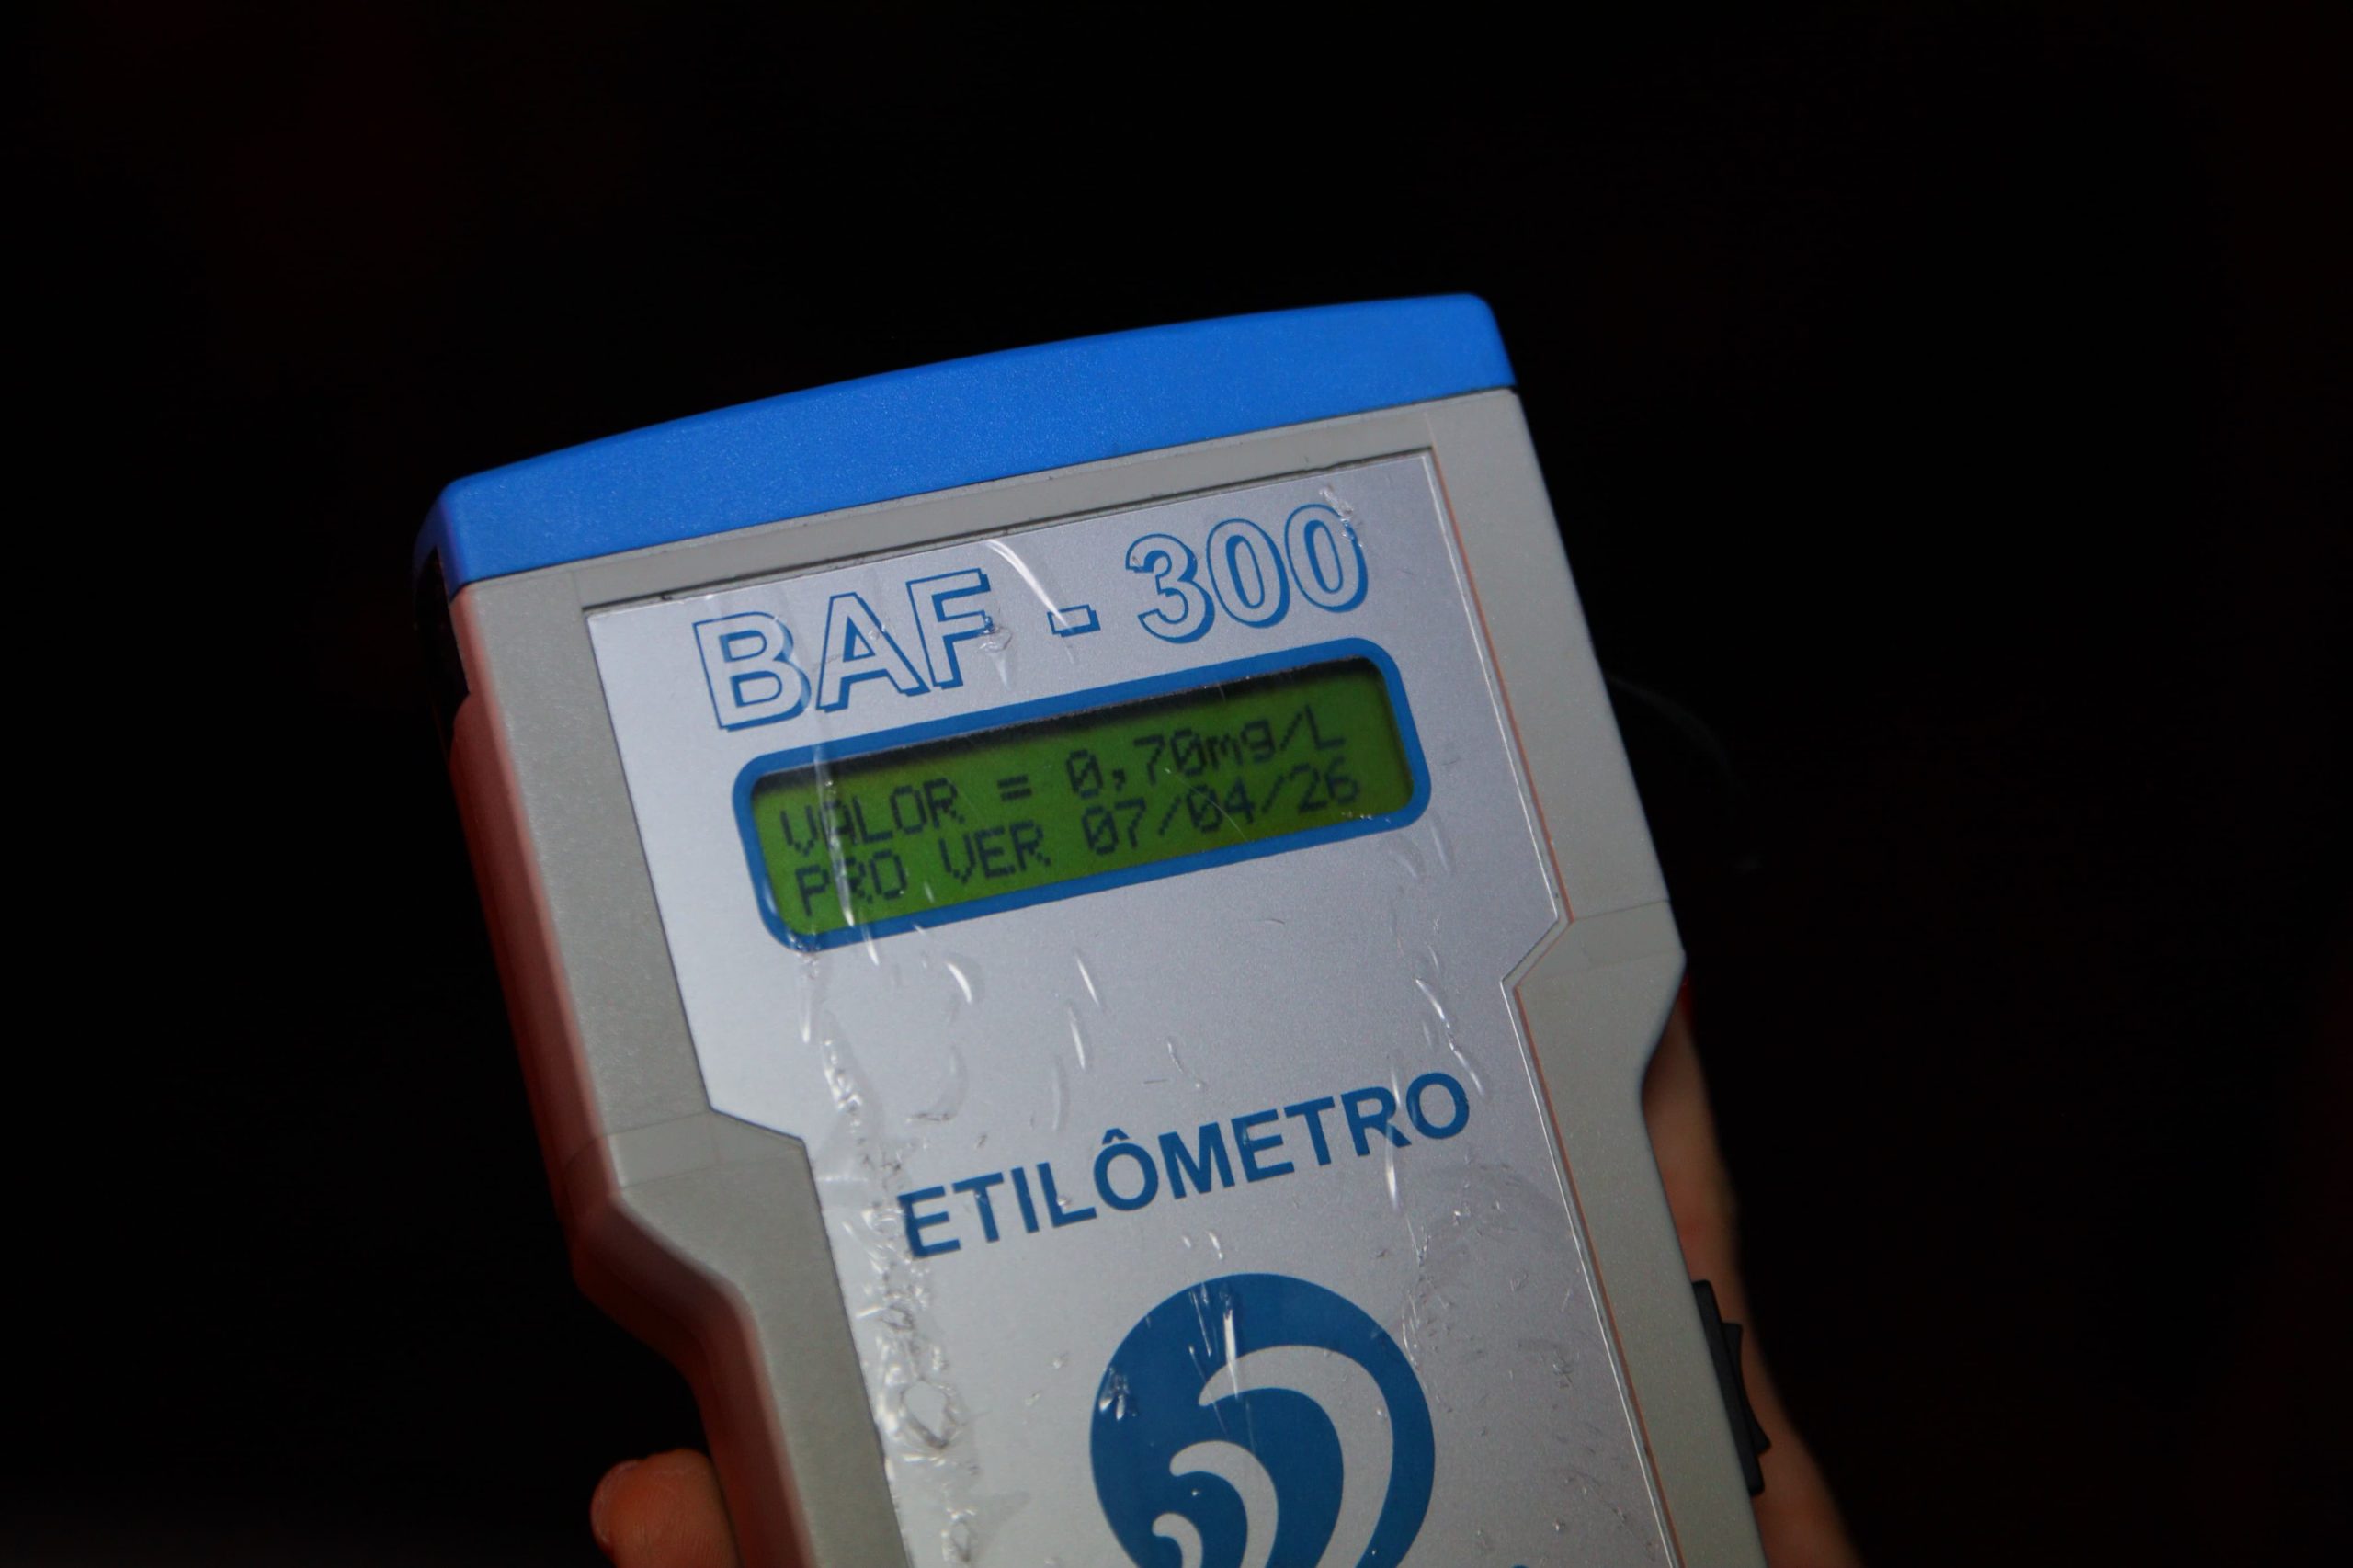 BAF - 300
VALOR = 0,70mg/L
PRO VER 07/04/26
ETILÔMETRO